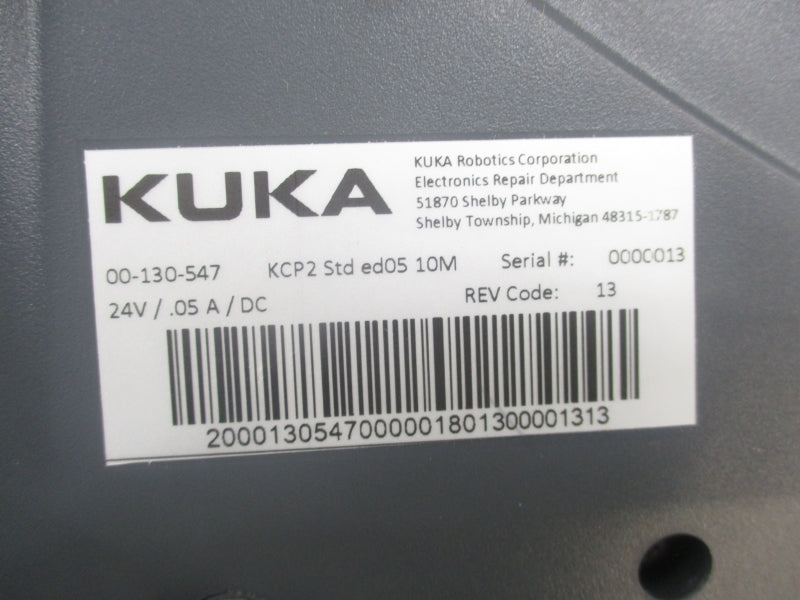 KUKA
KUKA Robotics Corporation
Electronics Repair Department
51870 Shelby Parkway
Shelby Township, Michigan 48315-1787
00-130-547 KCP2 Std ed05 10M Serial #: 0000013
24V / .05 A / DC REV Code: 13
2000130547000001801300001313